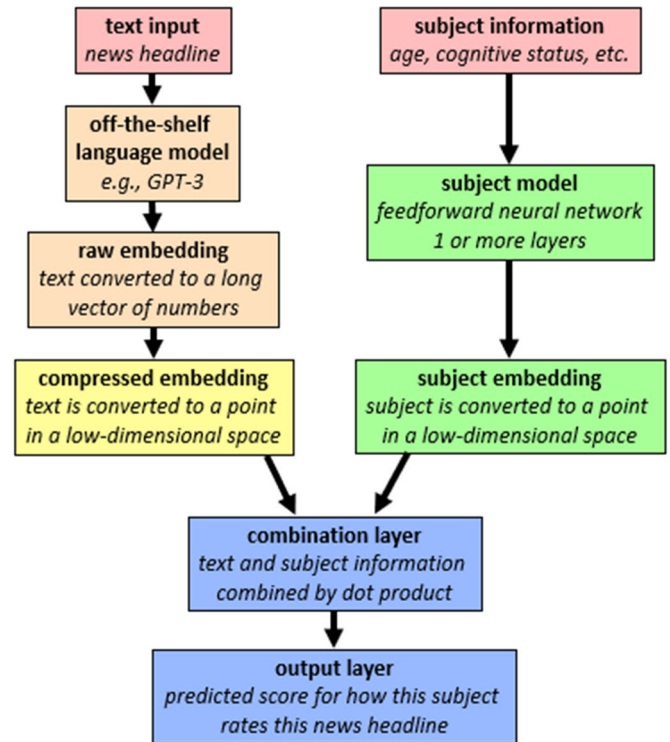 text input
news headline
subject information
age, cognitive status, etc.
off-the-shelf
language model
e.g., GPT-3
subject model
feedforward neural network
1 or more layers
raw embedding
text converted to a long
vector of numbers
compressed embedding
text is converted to a point
in a low-dimensional space
subject embedding
subject is converted to a point
in a low-dimensional space
combination layer
text and subject information
combined by dot product
output layer
predicted score for how this subject
rates this news headline